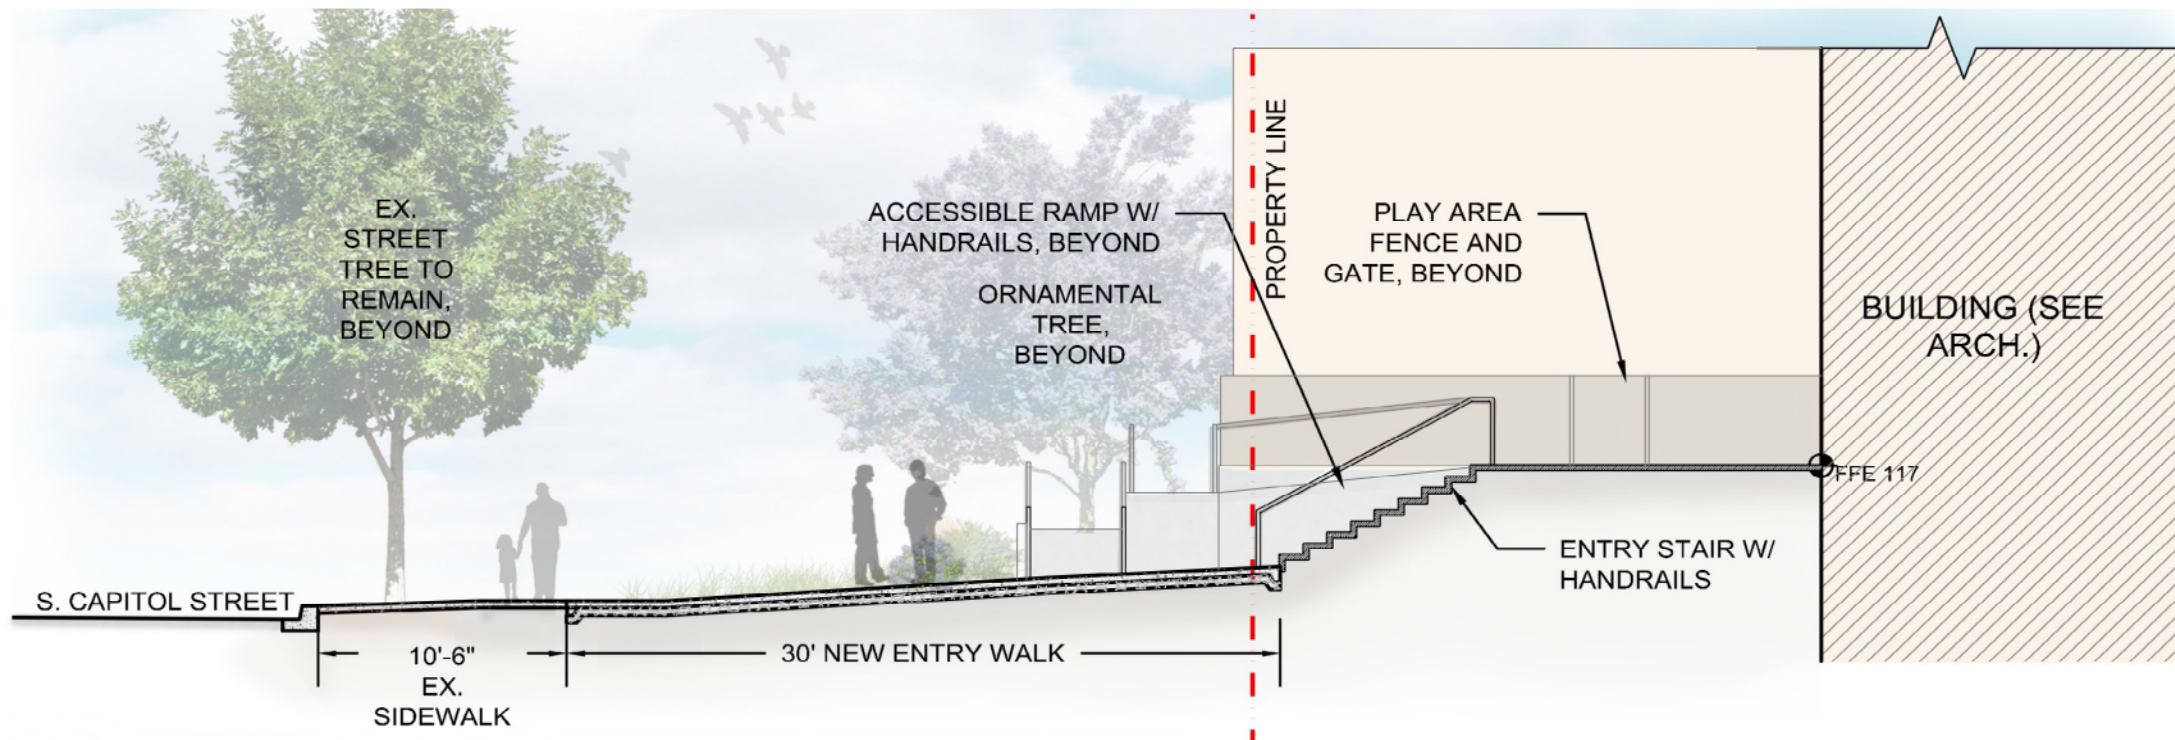 EX.
STREET
TREE TO
REMAIN,
BEYOND
ACCESSIBLE RAMP W/
HANDRAILS, BEYOND
ORNAMENTAL
TREE,
BEYOND
PROPERTY LINE
PLAY AREA
FENCE AND
GATE, BEYOND
BUILDING (SEE
ARCH.)
FFE 117
ENTRY STAIR W/
HANDRAILS
S. CAPITOL STREET
10'-6"
EX.
SIDEWALK
30' NEW ENTRY WALK